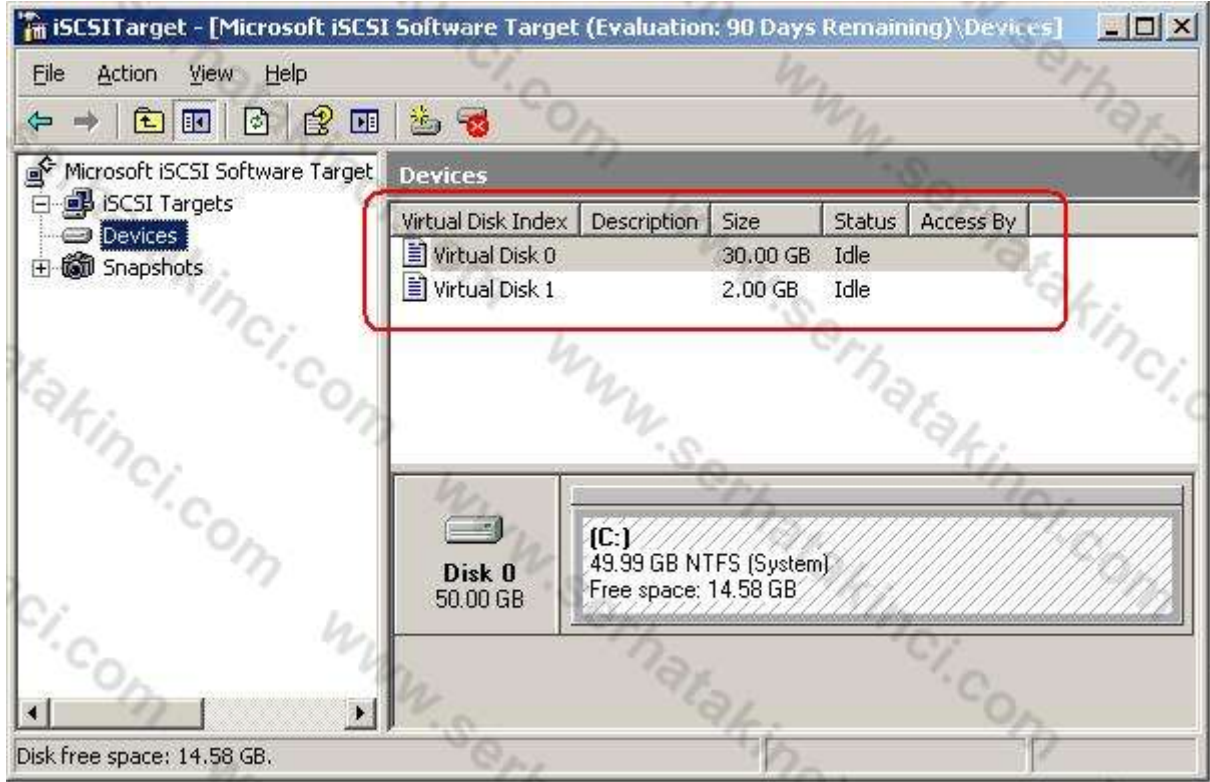 iSCSITarget - [Microsoft iSCSI Software Target (Evaluation: 90 Days Remaining)\Devices]
File Action View Help
Microsoft iSCSI Software Target
iSCSI Targets
Devices
Snapshots
Devices
Virtual Disk Index Description Size Status Access By
Virtual Disk 0 30.00 GB Idle
Virtual Disk 1 2.00 GB Idle
Disk 0
50.00 GB
(C:)
49.99 GB NTFS (System)
Free space: 14.58 GB
Disk free space: 14.58 GB.
www.serhatakinci.com